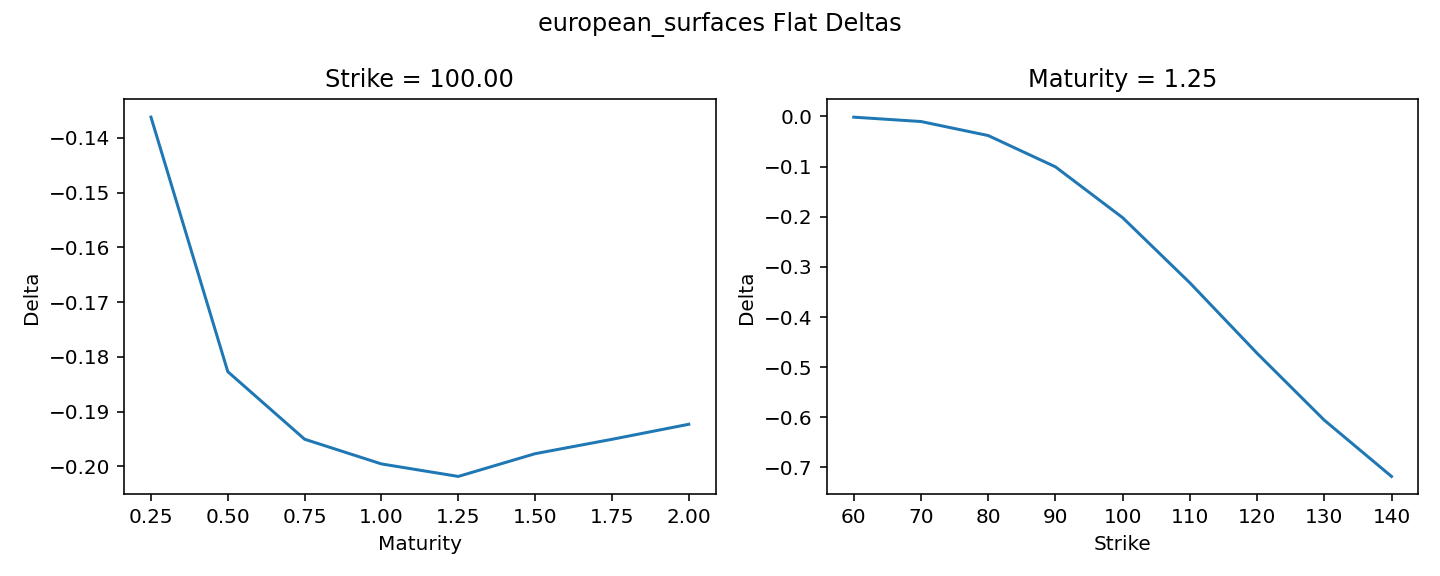 european_surfaces Flat Deltas
Strike = 100.00
Delta
−0.14
−0.15
−0.16
−0.17
−0.18
−0.19
−0.20
0.25 0.50 0.75 1.00 1.25 1.50 1.75 2.00
Maturity
Maturity = 1.25
Delta
0.0
−0.1
−0.2
−0.3
−0.4
−0.5
−0.6
−0.7
60 70 80 90 100 110 120 130 140
Strike